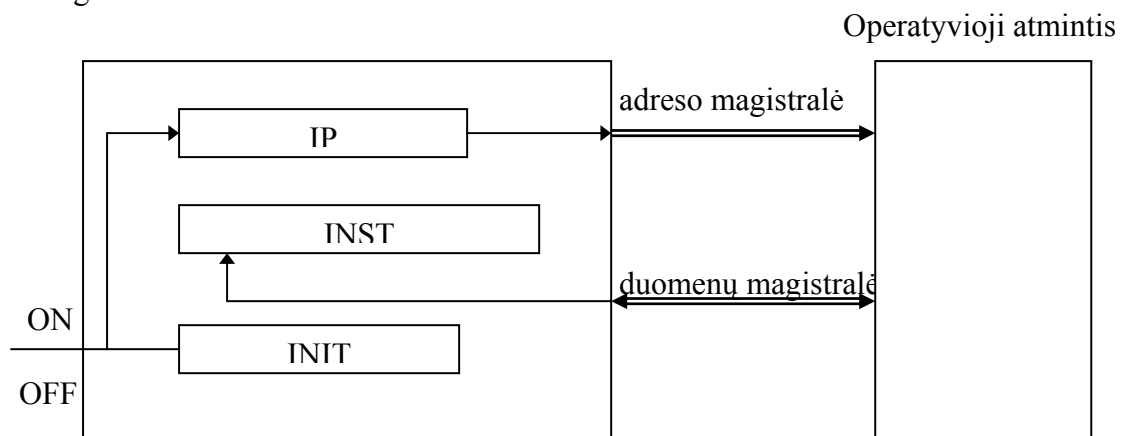 Operatyvioji atmintis
adreso magistralė
IP
INST
duomenų magistralė
ON
INIT
OFF